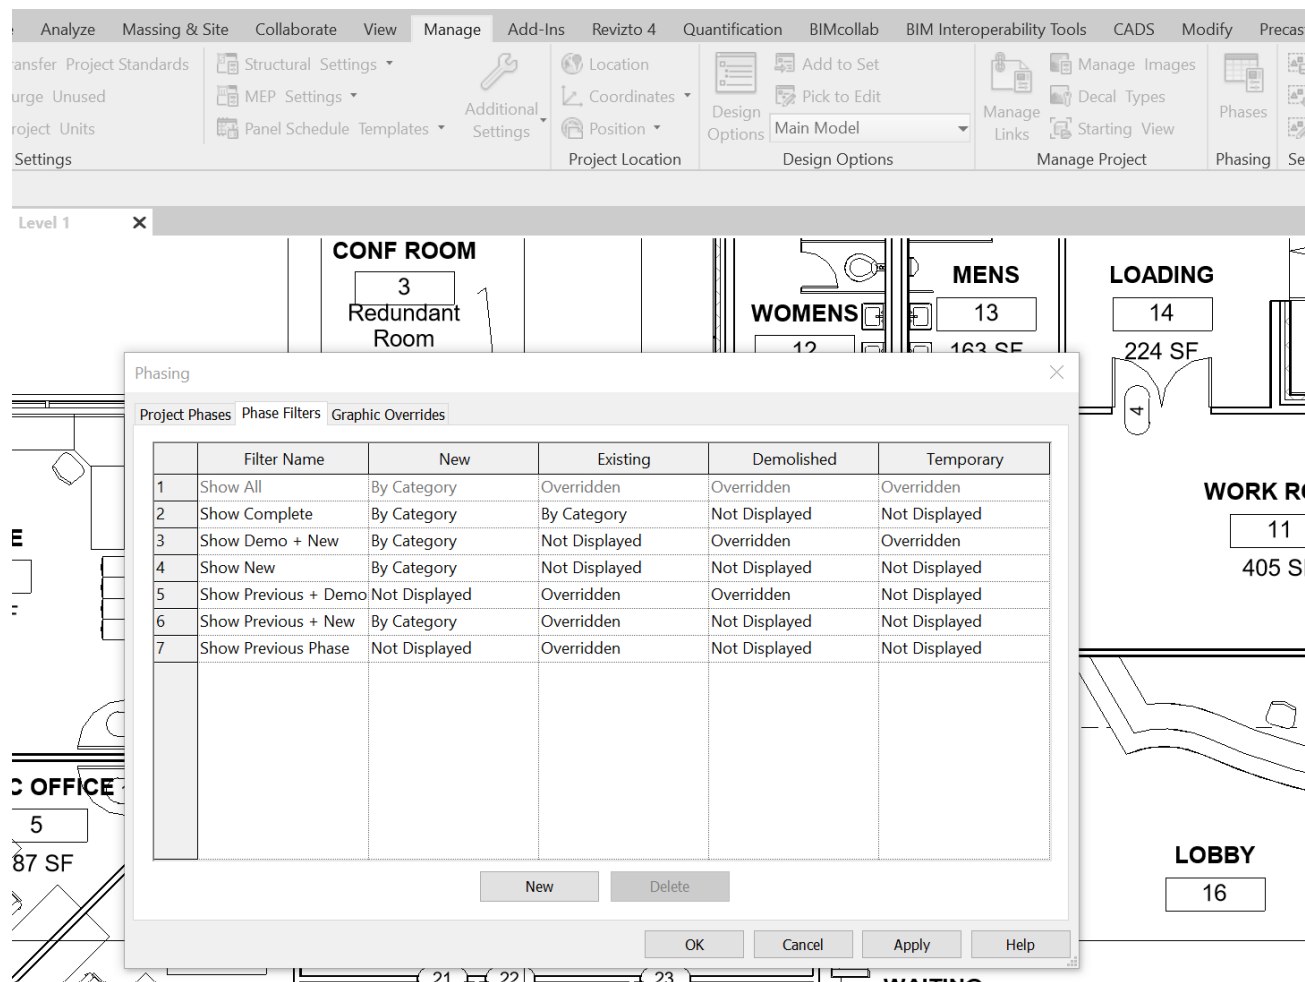 Analyze Massing & Site Collaborate View Manage Add-Ins Revizto 4 Quantification BIMcollab BIM Interoperability Tools CADS Modify Precas
ansfer Project Standards
urge Unused
roject Units
Settings
Structural Settings
MEP Settings
Panel Schedule Templates
Additional
Settings
Location
Coordinates
Position
Project Location
Design
Options
Add to Set
Pick to Edit
Main Model
Design Options
Manage
Links
Manage Images
Decal Types
Starting View
Manage Project
Phases
Phasing
Se
Level 1
CONF ROOM
3
Redundant
Room
WOMENS
12
MENS
13
163 SF
LOADING
14
224 SF
4
Phasing
Project Phases Phase Filters Graphic Overrides
Filter Name New Existing Demolished Temporary
1 Show All By Category Overridden Overridden Overridden
2 Show Complete By Category By Category Not Displayed Not Displayed
3 Show Demo + New By Category Not Displayed Overridden Overridden
4 Show New By Category Not Displayed Not Displayed Not Displayed
5 Show Previous + Demo Not Displayed Overridden Overridden Not Displayed
6 Show Previous + New By Category Overridden Not Displayed Not Displayed
7 Show Previous Phase Not Displayed Overridden Not Displayed Not Displayed
New Delete
OK Cancel Apply Help
WORK RO
11
405 S
E
F
C OFFICE
5
87 SF
LOBBY
16
21 22 23
WAITING